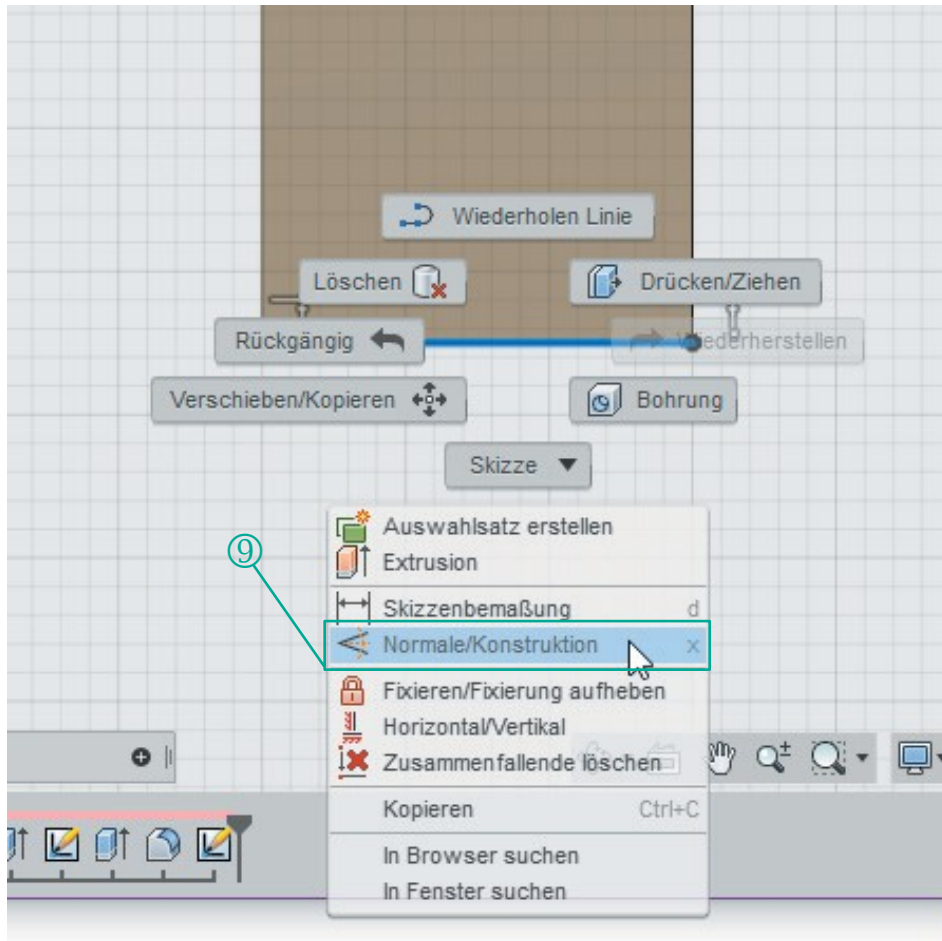 Wiederholen Linie
Löschen
Drücken/Ziehen
Rückgängig
Wiederherstellen
Verschieben/Kopieren
Bohrung
Skizze
Auswahlsatz erstellen
⑨
Extrusion
Skizzenbemaßung d
Normale/Konstruktion x
Fixieren/Fixierung aufheben
Horizontal/Vertikal
Zusammenfallende löschen
Kopieren Ctrl+C
In Browser suchen
In Fenster suchen